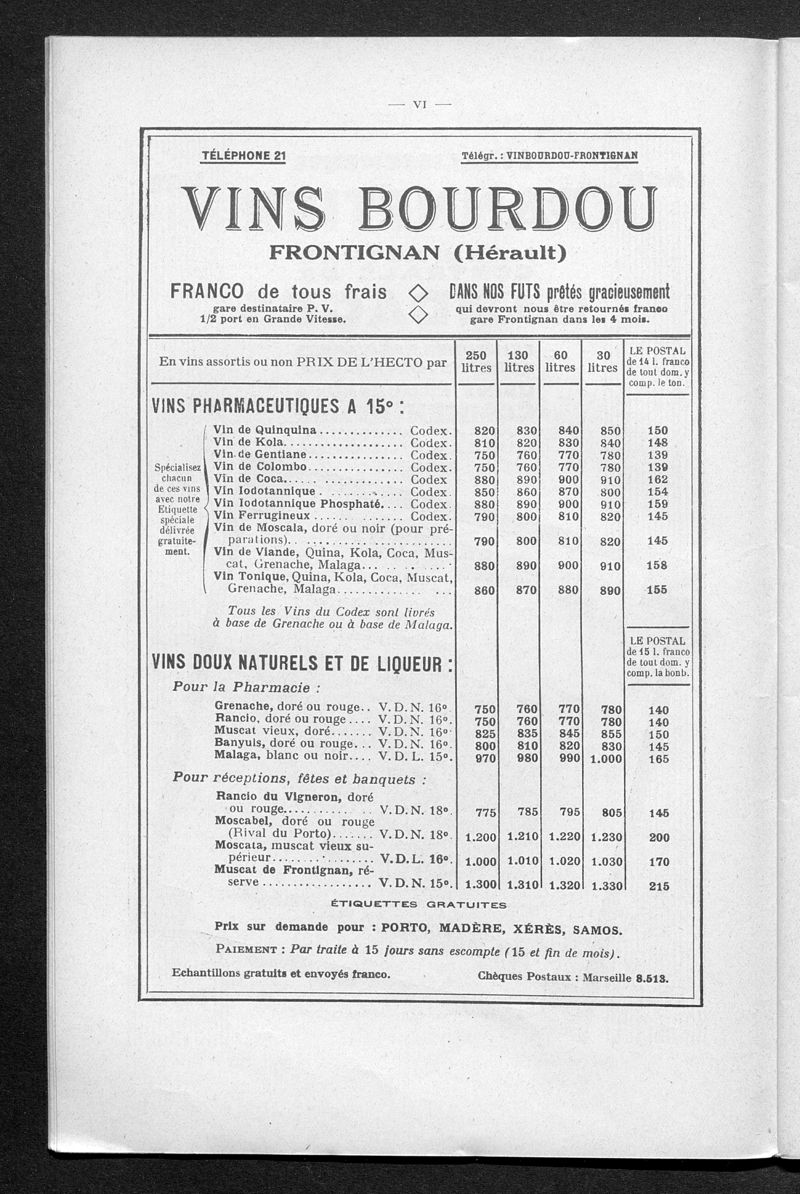 — VI —
TÉLÉPHONE 21 Télégr. : VINBOURDOU-FRONTIGNAN
VINS BOURDOU
FRONTIGNAN (Hérault)
FRANCO de tous frais
gare destinataire P. V.
1/2 port en Grande Vitesse.
DANS NOS FUTS prêtés gracieusement
qui devront nous être retournés franco
gare Frontignan dans les 4 mois.
En vins assortis ou non PRIX DE L'HECTO par
250 litres
130 litres
60 litres
30 litres
LE POSTAL
de 14 l. franco
de tout dom. y
comp. le ton.
VINS PHARMACEUTIQUES A 15º :
Spécialisez
chacun
de ces vins
avec notre
Etiquette
spéciale
délivrée
gratuite-
ment.
Vin de Quinquina.............. Codex. 820 830 840 850 150
Vin de Kola................... Codex. 810 820 830 840 148
Vin de Gentiane............... Codex. 750 760 770 780 139
Vin de Colombo................ Codex. 750 760 770 780 139
Vin de Coca................... Codex 880 890 900 910 162
Vin Iodotannique ............. Codex. 850 860 870 800 154
Vin Iodotannique Phosphaté.... Codex. 880 890 900 910 159
Vin Ferrugineux .............. Codex. 790 800 810 820 145
Vin de Moscala, doré ou noir (pour pré-
parations)........................... 790 800 810 820 145
Vin de Viande, Quina, Kola, Coca, Mus-
cat, Grenache, Malaga............... 880 890 900 910 158
Vin Tonique, Quina, Kola, Coca, Muscat,
Grenache, Malaga................... 860 870 880 890 155
Tous les Vins du Codex sont livrés
à base de Grenache ou à base de Malaga.
LE POSTAL
de 15 l. franco
de tout dom. y
comp. la bonb.
VINS DOUX NATURELS ET DE LIQUEUR :
Pour la Pharmacie :
Grenache, doré ou rouge.. V. D. N. 16º. 750 760 770 780 140
Rancio, doré ou rouge.... V. D. N. 16º. 750 760 770 780 140
Muscat vieux, doré....... V. D. N. 16º. 825 835 845 855 150
Banyuls, doré ou rouge... V. D. N. 16º. 800 810 820 830 145
Malaga, blanc ou noir.... V. D. L. 15º. 970 980 990 1.000 165
Pour réceptions, fêtes et banquets :
Rancio du Vigneron, doré
ou rouge............... V. D. N. 18º. 775 785 795 805 145
Moscabel, doré ou rouge
(Rival du Porto)....... V. D. N. 18º. 1.200 1.210 1.220 1.230 200
Moscata, muscat vieux su-
périeur................ V. D. L. 16º. 1.000 1.010 1.020 1.030 170
Muscat de Frontignan, ré-
serve .................. V. D. N. 15º. 1.300 1.310 1.320 1.330 215
ÉTIQUETTES GRATUITES
Prix sur demande pour : PORTO, MADÈRE, XÉRÈS, SAMOS.
PAIEMENT : Par traite à 15 jours sans escompte (15 et fin de mois).
Echantillons gratuits et envoyés franco. Chèques Postaux : Marseille 8.513.